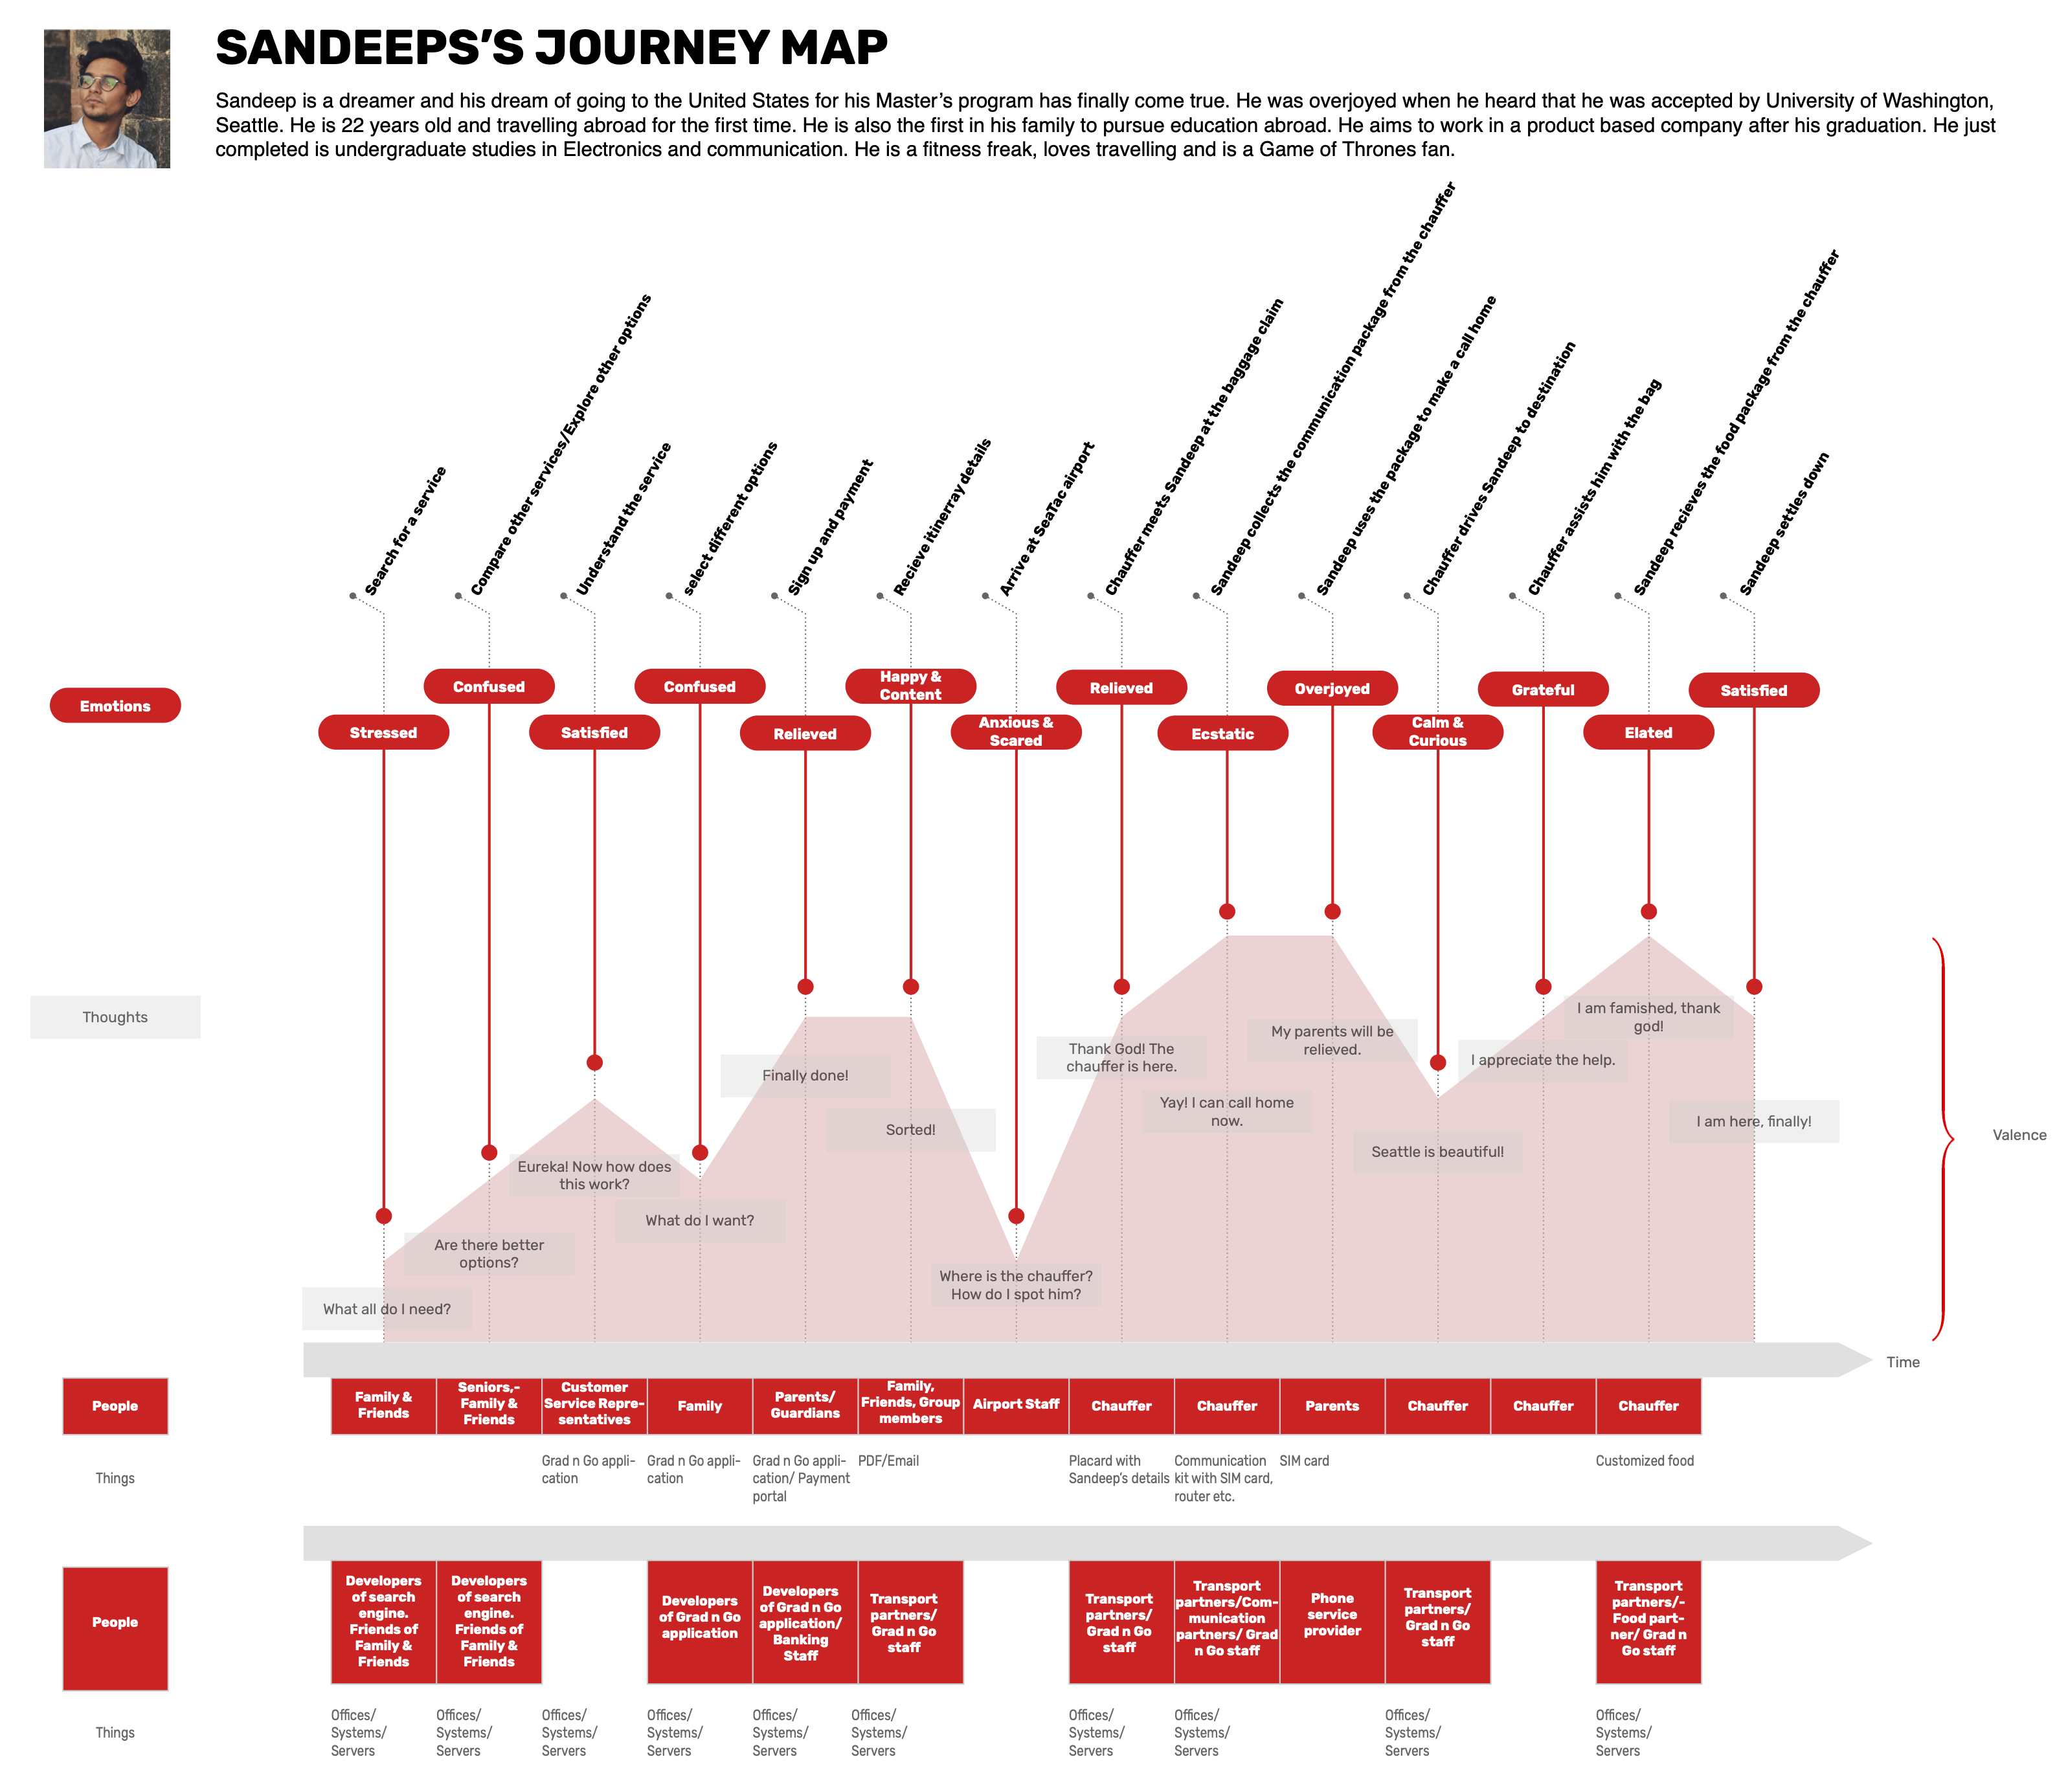 SANDEEPS’S JOURNEY MAP
Sandeep is a dreamer and his dream of going to the United States for his Master’s program has finally come true. He was overjoyed when he heard that he was accepted by University of Washington,
Seattle. He is 22 years old and travelling abroad for the first time. He is also the first in his family to pursue education abroad. He aims to work in a product based company after his graduation. He just
completed is undergraduate studies in Electronics and communication. He is a fitness freak, loves travelling and is a Game of Thrones fan.
Search for a service
Compare other services/Explore other options
Understand the service
select different options
Sign up and payment
Recieve itinerray details
Arrive at SeaTac airport
Chauffer meets Sandeep at the baggage claim
Sandeep collects the communication package from the chauffer
Sandeep uses the package to make a call home
Chauffer drives Sandeep to destination
Chauffer assists him with the bag
Sandeep recieves the food package from the chauffer
Sandeep settles down
Emotions
Stressed
Confused
Satisfied
Confused
Relieved
Happy &
Content
Anxious &
Scared
Relieved
Ecstatic
Overjoyed
Calm &
Curious
Grateful
Elated
Satisfied
Thoughts
What all do I need?
Are there better
options?
Eureka! Now how does
this work?
What do I want?
Finally done!
Sorted!
Where is the chauffer?
How do I spot him?
Thank God! The
chauffer is here.
Yay! I can call home
now.
My parents will be
relieved.
Seattle is beautiful!
I appreciate the help.
I am famished, thank
god!
I am here, finally!
Valence
Time
People
Family &
Friends
Seniors,-
Family &
Friends
Customer
Service Repre-
sentatives
Family
Parents/
Guardians
Family,
Friends, Group
members
Airport Staff
Chauffer
Chauffer
Parents
Chauffer
Chauffer
Chauffer
Things
Grad n Go appli-
cation
Grad n Go appli-
cation
Grad n Go appli-
cation/ Payment
portal
PDF/Email
Placard with
Sandeep’s details
Communication
kit with SIM card,
router etc.
SIM card
Customized food
People
Developers
of search
engine.
Friends of
Family &
Friends
Developers
of search
engine.
Friends of
Family &
Friends
Developers
of Grad n Go
application
Developers
of Grad n Go
application/
Banking
Staff
Transport
partners/
Grad n Go
staff
Transport
partners/
Grad n Go
staff
Transport
partners/Com-
munication
partners/ Grad
n Go staff
Phone
service
provider
Transport
partners/
Grad n Go
staff
Transport
partners/-
Food part-
ner/ Grad n
Go staff
Things
Offices/
Systems/
Servers
Offices/
Systems/
Servers
Offices/
Systems/
Servers
Offices/
Systems/
Servers
Offices/
Systems/
Servers
Offices/
Systems/
Servers
Offices/
Systems/
Servers
Offices/
Systems/
Servers
Offices/
Systems/
Servers
Offices/
Systems/
Servers